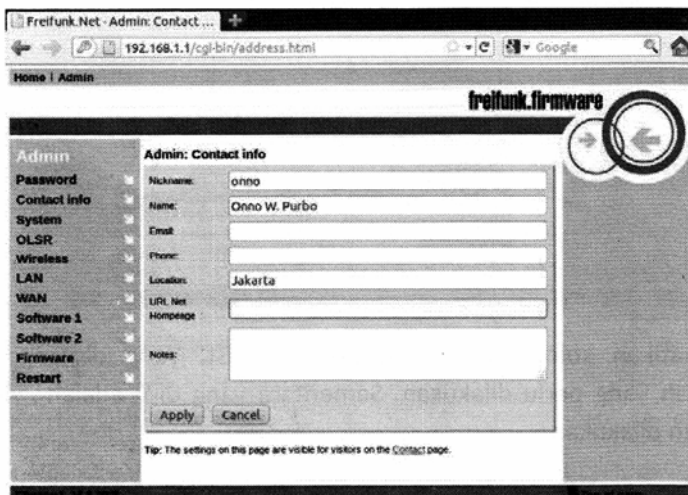 Freifunk.Net - Admin: Contact ...
192.168.1.1/cgi-bin/address.html
Google
Home | Admin
freifunk.firmware
Admin
Password
Contact info
System
OLSR
Wireless
LAN
WAN
Software 1
Software 2
Firmware
Restart
Admin: Contact info
Nickname: onno
Name: Onno W. Purbo
Email:
Phone:
Location: Jakarta
URL Net Hompeage
Notes:
Apply Cancel
Tip: The settings on this page are visible for visitors on the Contact page.